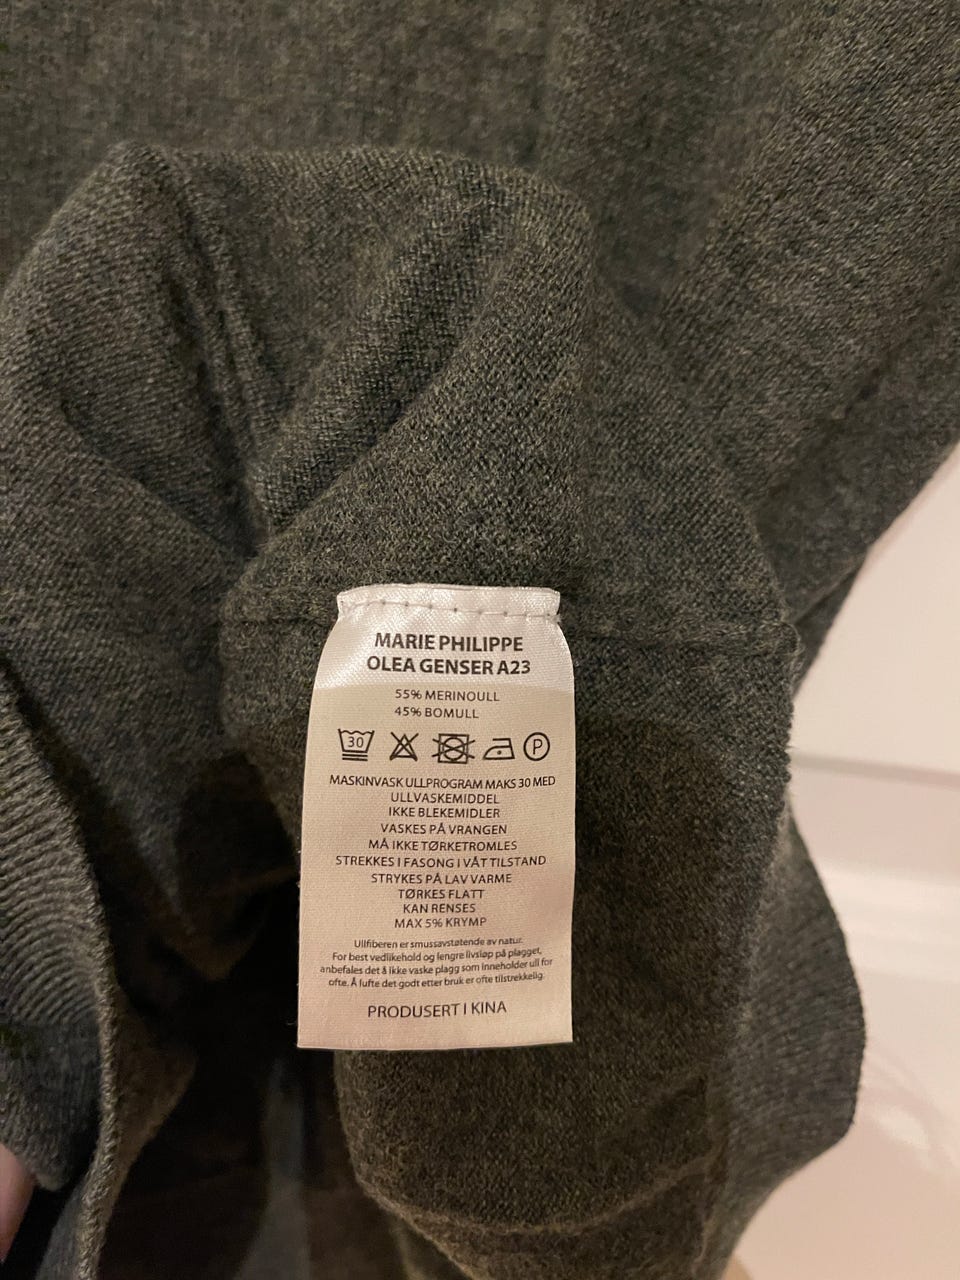 MARIE PHILIPPE
OLEA GENSER A23
55% MERINOULL
45% BOMULL
30 P
MASKINVASK ULLPROGRAM MAKS 30 MED
ULLVASKEMIDDEL
IKKE BLEKEMIDLER
VASKES PÅ VRANGEN
MÅ IKKE TØRKETROMLES
STREKKES I FASONG I VÅT TILSTAND
STRYKES PÅ LAV VARME
TØRKES FLATT
KAN RENSES
MAX 5% KRYMP
Ullfiberen er smussavstøtende av natur.
For best vedlikehold og lengre livsløp på plagget,
anbefales det å ikke vaske plagg som inneholder ull for
ofte. Å lufte det godt etter bruk er ofte tilstrekkelig.
PRODUSERT I KINA